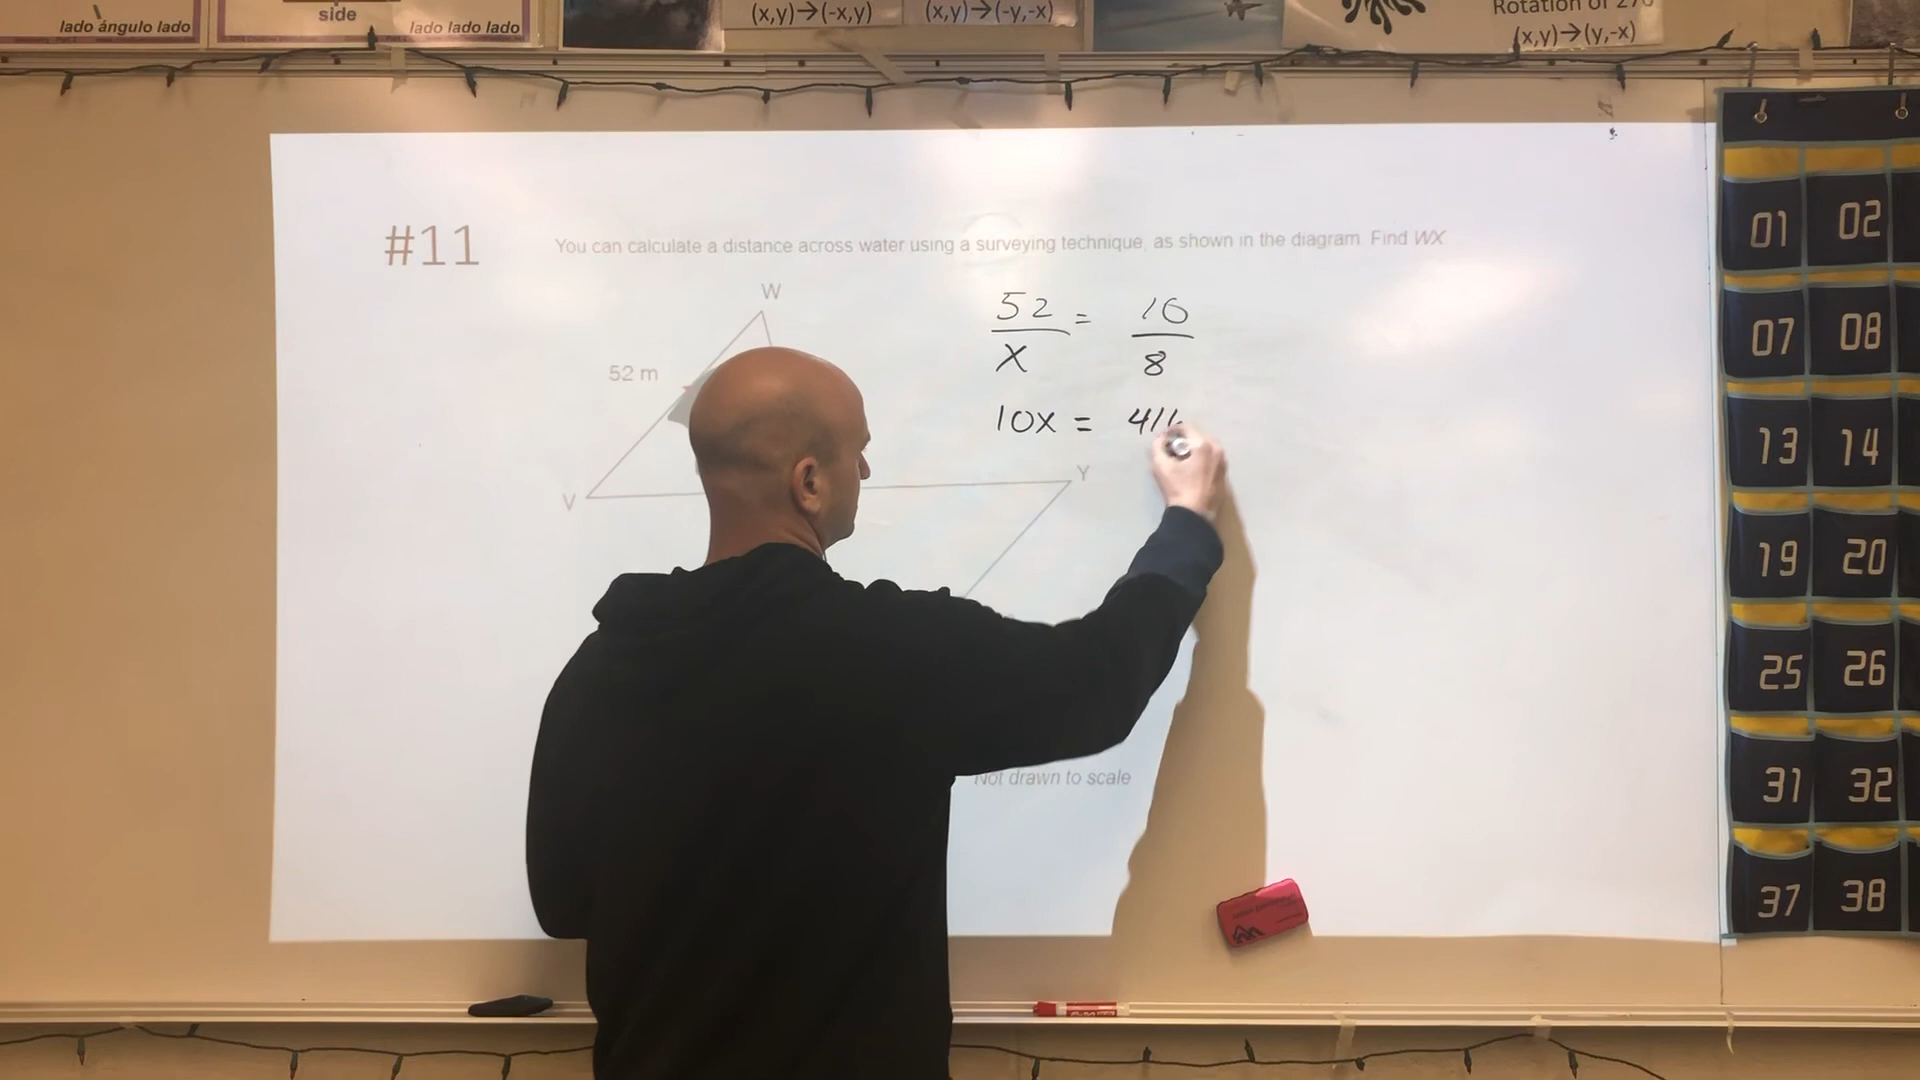 lado ángulo lado
side
lado lado lado
(x,y)→(-x,y)
(x,y)→(-y,-x)
Rotation of 270
(x,y)→(y,-x)
#11
You can calculate a distance across water using a surveying technique, as shown in the diagram. Find WX
W
52 m
V
Y
52 = 10
x 8
10x = 416
Not drawn to scale
01 02
07 08
13 14
19 20
25 26
31 32
37 38